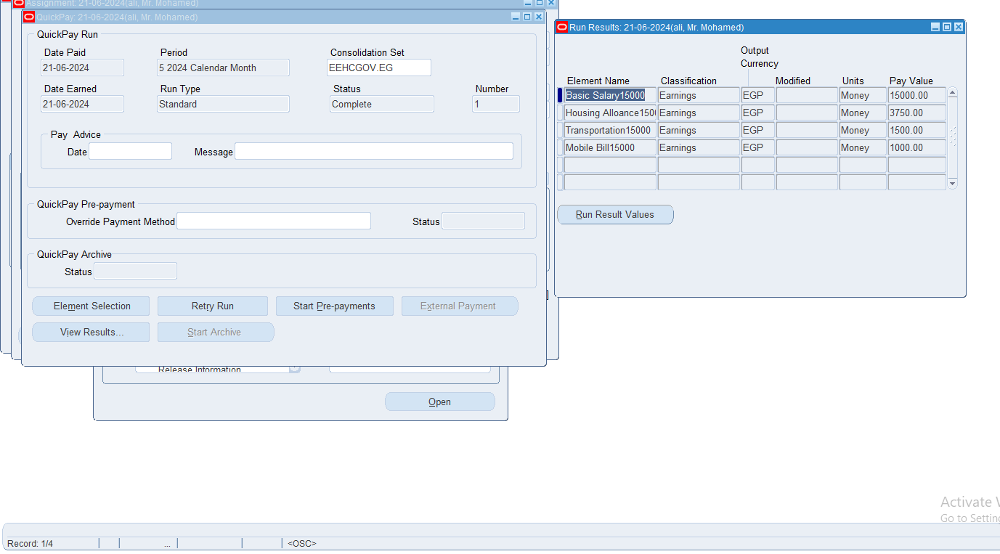 Assignment: 21-06-2024(ali, Mr. Mohamed)
QuickPay: 21-06-2024(ali, Mr. Mohamed)
QuickPay Run
Date Paid Period Consolidation Set
21-06-2024 5 2024 Calendar Month EEHCGOV.EG
Date Earned Run Type Status Number
21-06-2024 Standard Complete 1
Pay Advice
Date Message
QuickPay Pre-payment
Override Payment Method Status
QuickPay Archive
Status
Element Selection Retry Run Start Pre-payments External Payment
View Results... Start Archive
Release Information
Open
Run Results: 21-06-2024(ali, Mr. Mohamed)
Output
Currency
Element Name Classification Modified Units Pay Value
Basic Salary15000 Earnings EGP Money 15000.00
Housing Alloance1500 Earnings EGP Money 3750.00
Transportation15000 Earnings EGP Money 1500.00
Mobile Bill15000 Earnings EGP Money 1000.00
Run Result Values
Activate
Go to Settin
Record: 1/4 ... <OSC>